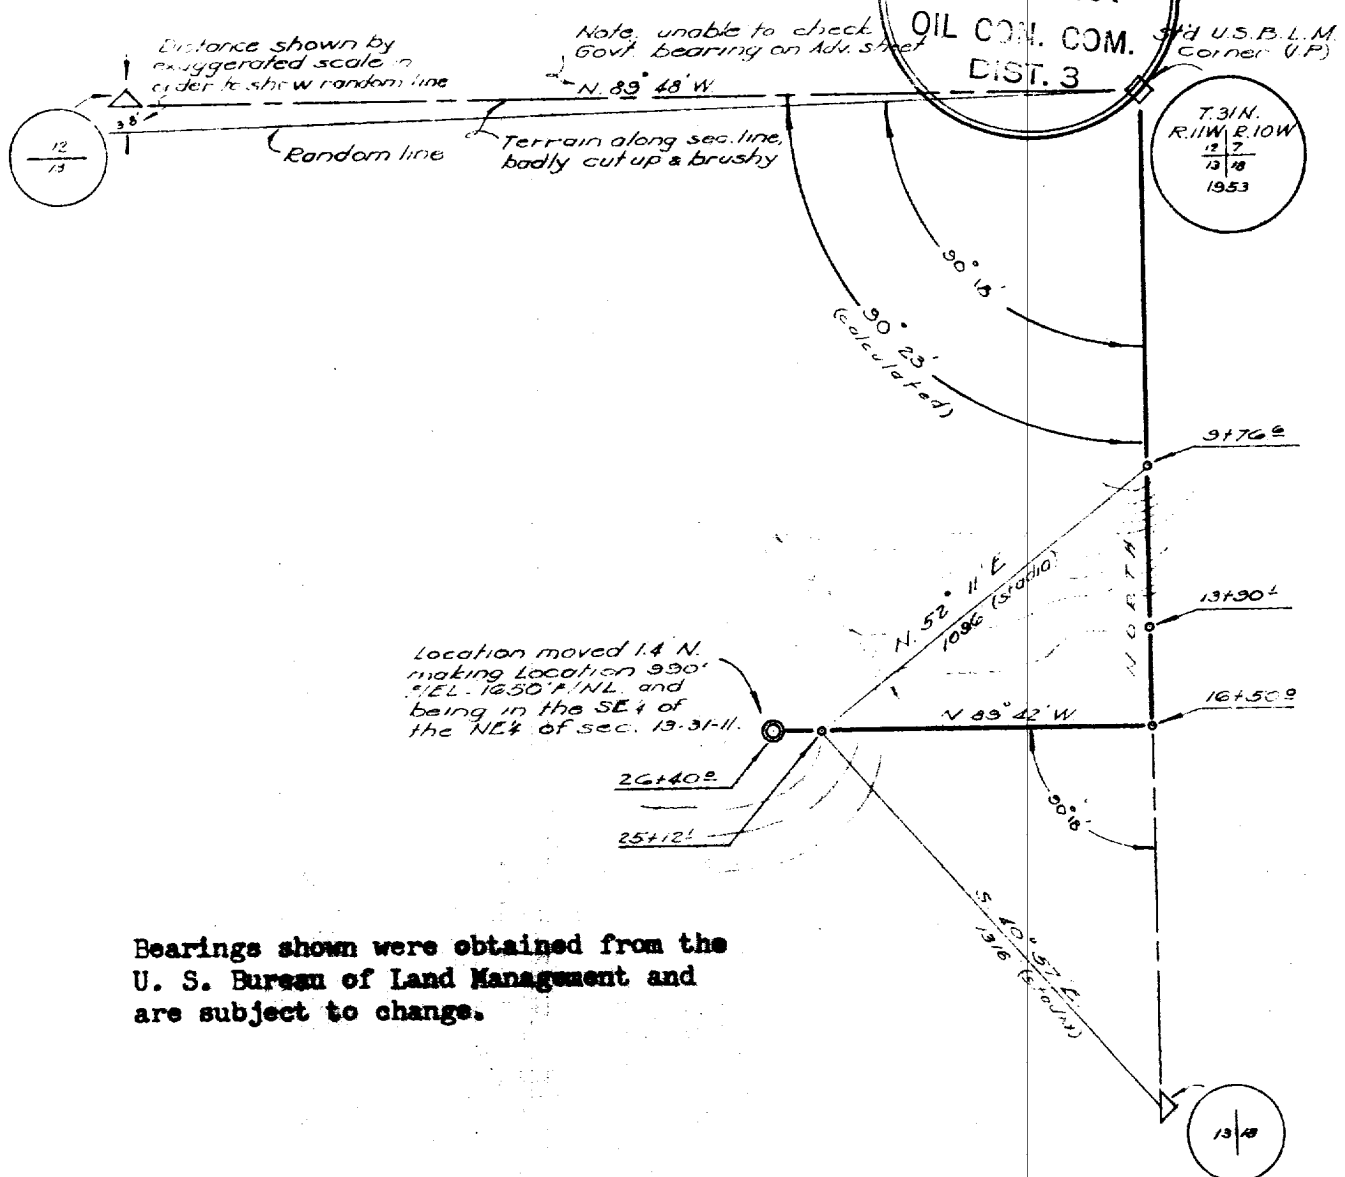 OIL CON. COM.
DIST. 3
Distance shown by
exaggerated scale in
order to show random line
Note, unable to check
Govt. bearing on Adv. sheet
N. 89° 48' W
Std U.S.B.L.M.
Corner (I.P.)
T.31N.
R.11W R.10W
12 7
13 18
1953
3.8'
12
13
Random line
Terrain along sec. line,
badly cut up & brushy
90° 18'
90° 23'
(calculated)
9+76
N. 52° 11' E
1096 (stadia)
NORTH
13+90
Location moved 1.4 N.
making Location 990'
F/EL-1650'F/NL. and
being in the SE¼ of
the NE¼ of sec. 13-31-11.
16+50
N 89° 42' W
26+40
25+12
90°18'
S. 40° 57' E
1316 (stadia)
Bearings shown were obtained from the
U. S. Bureau of Land Management and
are subject to change.
13 18